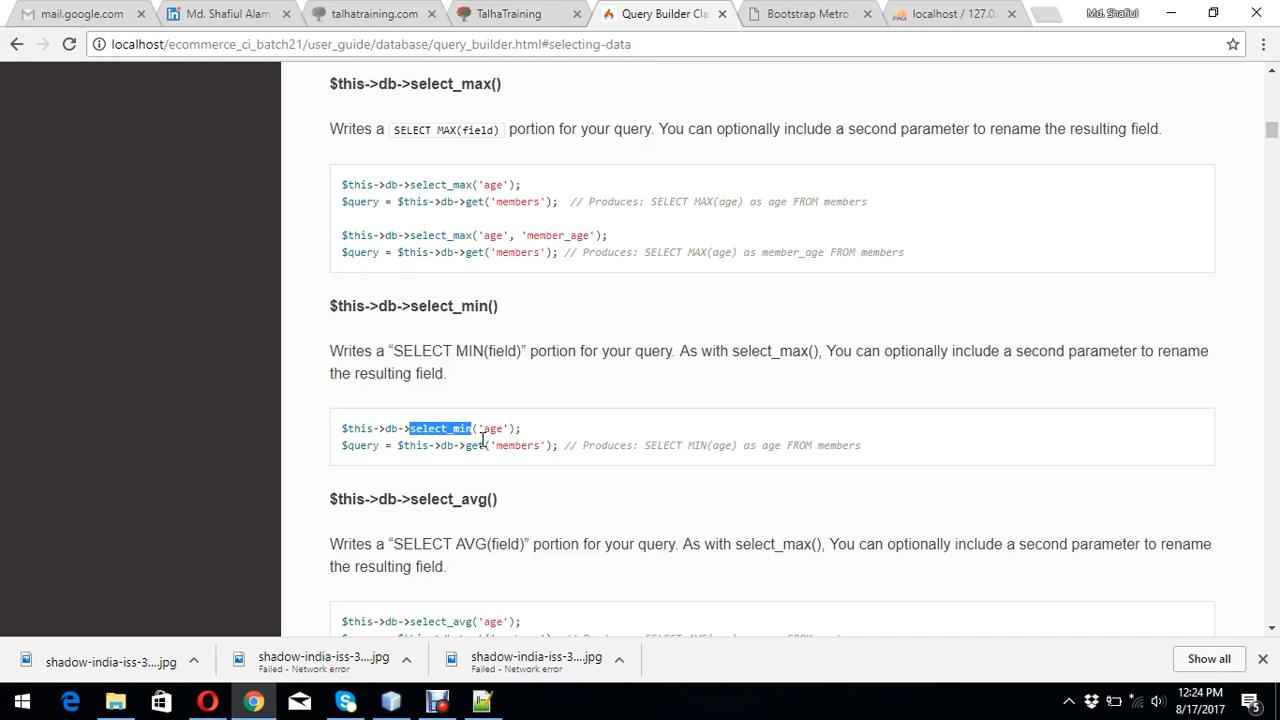 mail.google.com
Md. Shafiul Alam
talhatraining.com
TalhaTraining
Query Builder Cla
Bootstrap Metro
localhost / 127.0.
Md. Shafiul
localhost/ecommerce_ci_batch21/user_guide/database/query_builder.html#selecting-data
$this->db->select_max()
Writes a SELECT MAX(field) portion for your query. You can optionally include a second parameter to rename the resulting field.
$this->db->select_max('age');
$query = $this->db->get('members');  // Produces: SELECT MAX(age) as age FROM members
$this->db->select_max('age', 'member_age');
$query = $this->db->get('members'); // Produces: SELECT MAX(age) as member_age FROM members
$this->db->select_min()
Writes a “SELECT MIN(field)” portion for your query. As with select_max(), You can optionally include a second parameter to rename
the resulting field.
$this->db->select_min('age');
$query = $this->db->get('members'); // Produces: SELECT MIN(age) as age FROM members
$this->db->select_avg()
Writes a “SELECT AVG(field)” portion for your query. As with select_max(), You can optionally include a second parameter to rename
the resulting field.
$this->db->select_avg('age');
shadow-india-iss-3....jpg
shadow-india-iss-3....jpg
Failed - Network error
shadow-india-iss-3....jpg
Failed - Network error
Show all
12:24 PM
8/17/2017
5